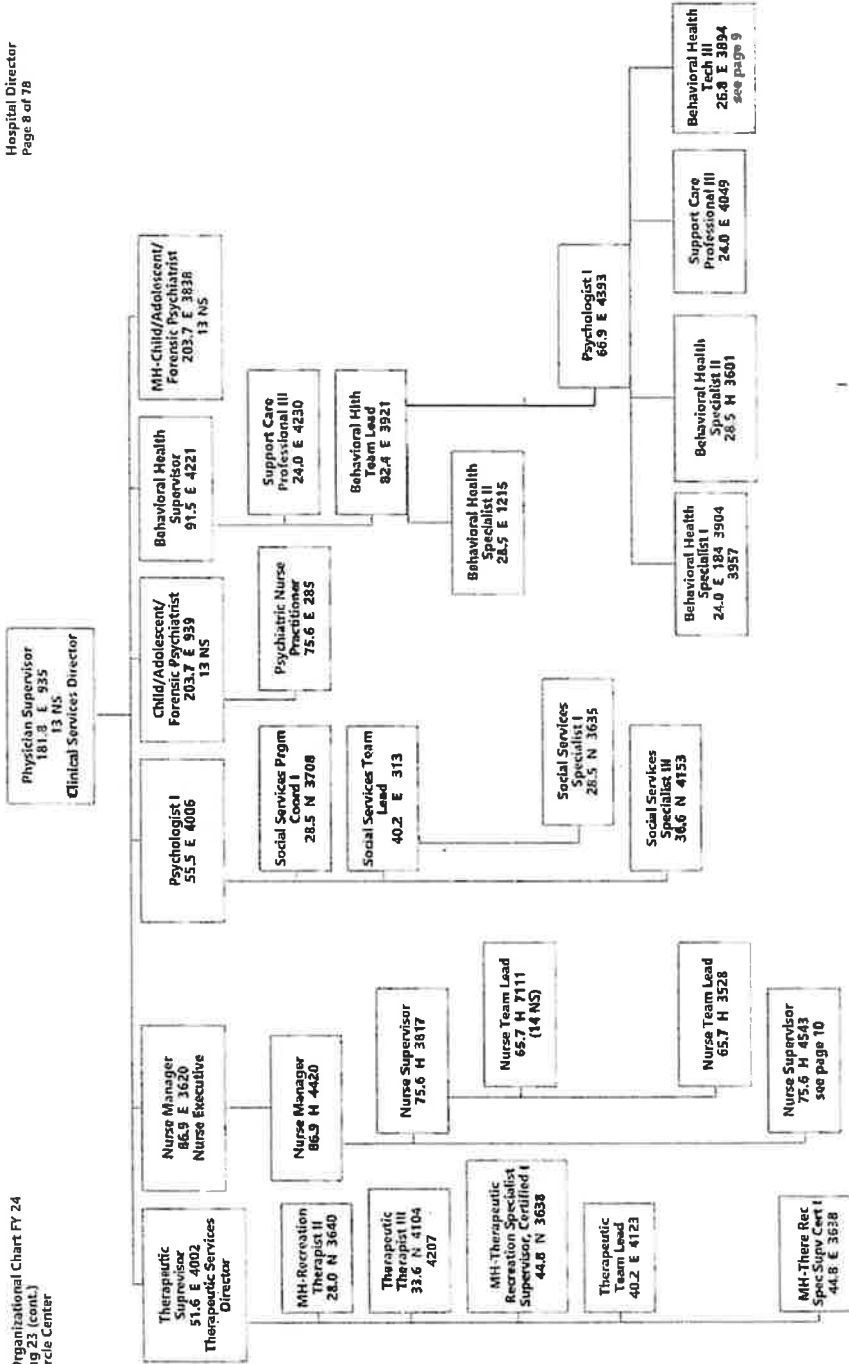 Organizational Chart FY 24
ug 23 (cont.)
rcle Center
Hospital Director
Page 8 of 78
Physician Supervisor
181.8 E 935
13 NS
Clinical Services Director
Therapeutic
Suprevisor
51.6 E 4002
Therapeutic Services
Director
MH-Recreation
Therapist II
28.0 N 3640
Therapeutic
Therapist III
33.6 N 4104
4207
MH-Therapeutic
Recreation Specialist
Supervisor, Certified I
44.8 N 3638
Therapeutic
Team Lead
40.2 E 4123
MH-There Rec
Spec Supv Cert I
44.8 E 3638
Nurse Manager
86.9 E 3620
Nurse Executive
Nurse Manager
86.9 H 4420
Nurse Supervisor
75.6 H 3817
Nurse Team Lead
65.7 H 7111
(14 NS)
Nurse Team Lead
65.7 H 3528
Nurse Supervisor
75.6 H 4543
see page 10
Psychologist I
55.5 E 4006
Social Services Prgm
Coord I
28.5 N 3708
Social Services Team
Lead
40.2 E 313
Social Services
Specialist I
28.5 N 3635
Social Services
Specialist III
36.6 N 4153
Child/Adolescent/
Forensic Psychiatrist
203.7 E 939
13 NS
Psychiatric Nurse
Practitioner
75.6 E 285
Behavioral Health
Supervisor
91.5 E 4221
Support Care
Professional III
24.0 E 4230
Behavioral Hlth
Team Lead
82.4 E 3921
Behavioral Health
Specialist II
28.5 E 1215
Psychologist I
66.9 E 4393
Behavioral Health
Specialist I
24.0 E 184 3904
3957
Behavioral Health
Specialist II
28.5 H 3601
Support Care
Professional III
24.0 E 4049
Behavioral Health
Tech III
26.8 E 3894
see page 9
MH-Child/Adolescent/
Forensic Psychiatrist
203.7 E 3838
13 NS